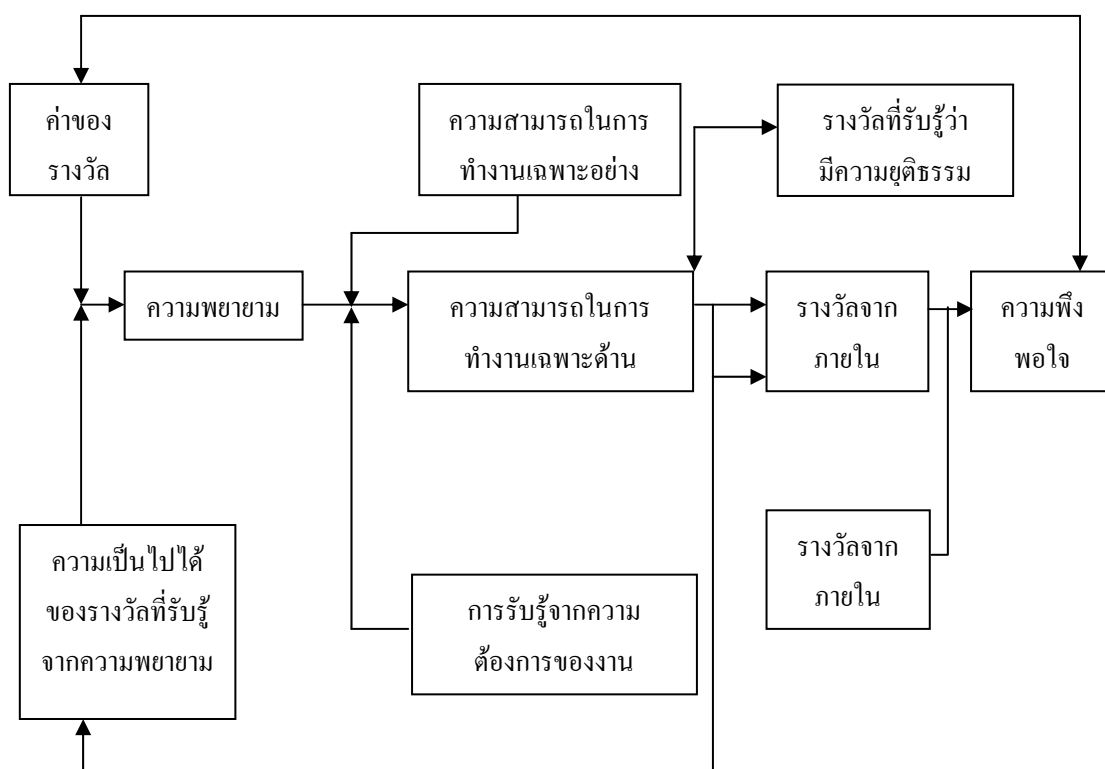 ค่าของ
รางวัล
ความสามารถในการ
ทำงานเฉพาะอย่าง
รางวัลที่รับรู้ว่า
มีความยุติธรรม
ความพยายาม
ความสามารถในการ
ทำงานเฉพาะด้าน
รางวัลจาก
ภายใน
ความพึง
พอใจ
ความเป็นไปได้
ของรางวัลที่รับรู้
จากความพยายาม
การรับรู้จากความ
ต้องการของงาน
รางวัลจาก
ภายใน